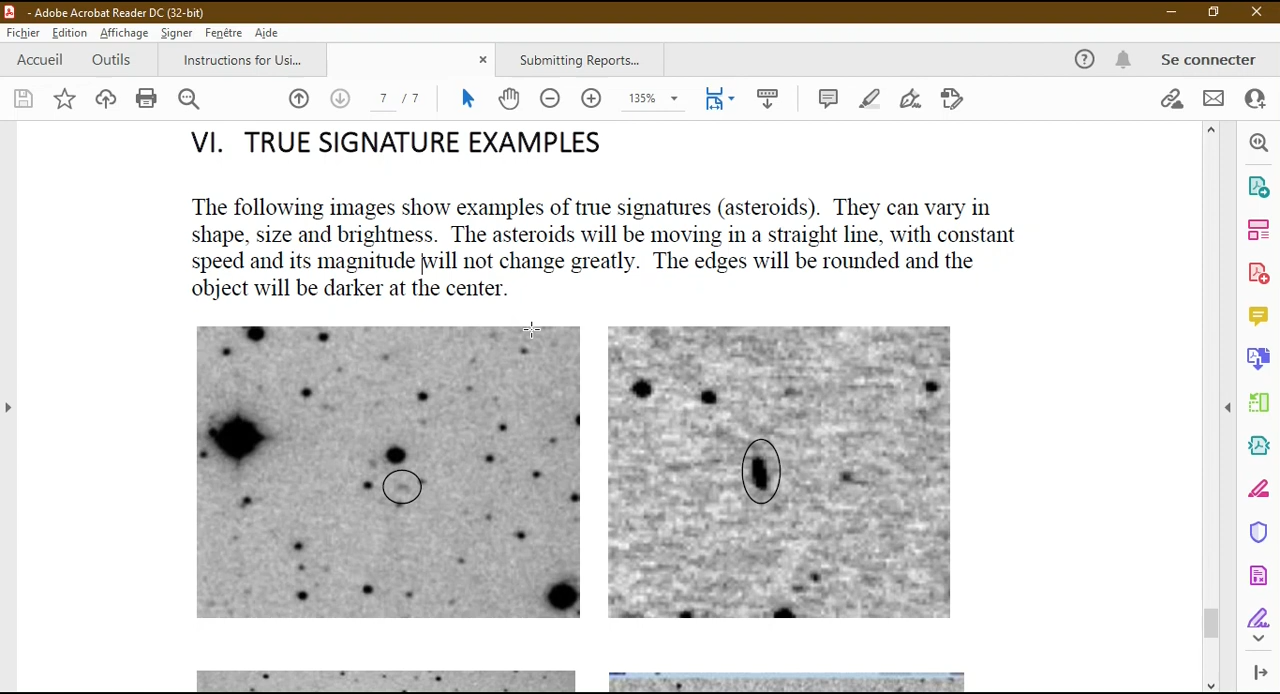 - Adobe Acrobat Reader DC (32-bit)
Fichier Edition Affichage Signer Fenêtre Aide
Accueil Outils Instructions for Usi... Submitting Reports... Se connecter
7 / 7 135%
VI. TRUE SIGNATURE EXAMPLES
The following images show examples of true signatures (asteroids). They can vary in
shape, size and brightness. The asteroids will be moving in a straight line, with constant
speed and its magnitude will not change greatly. The edges will be rounded and the
object will be darker at the center.